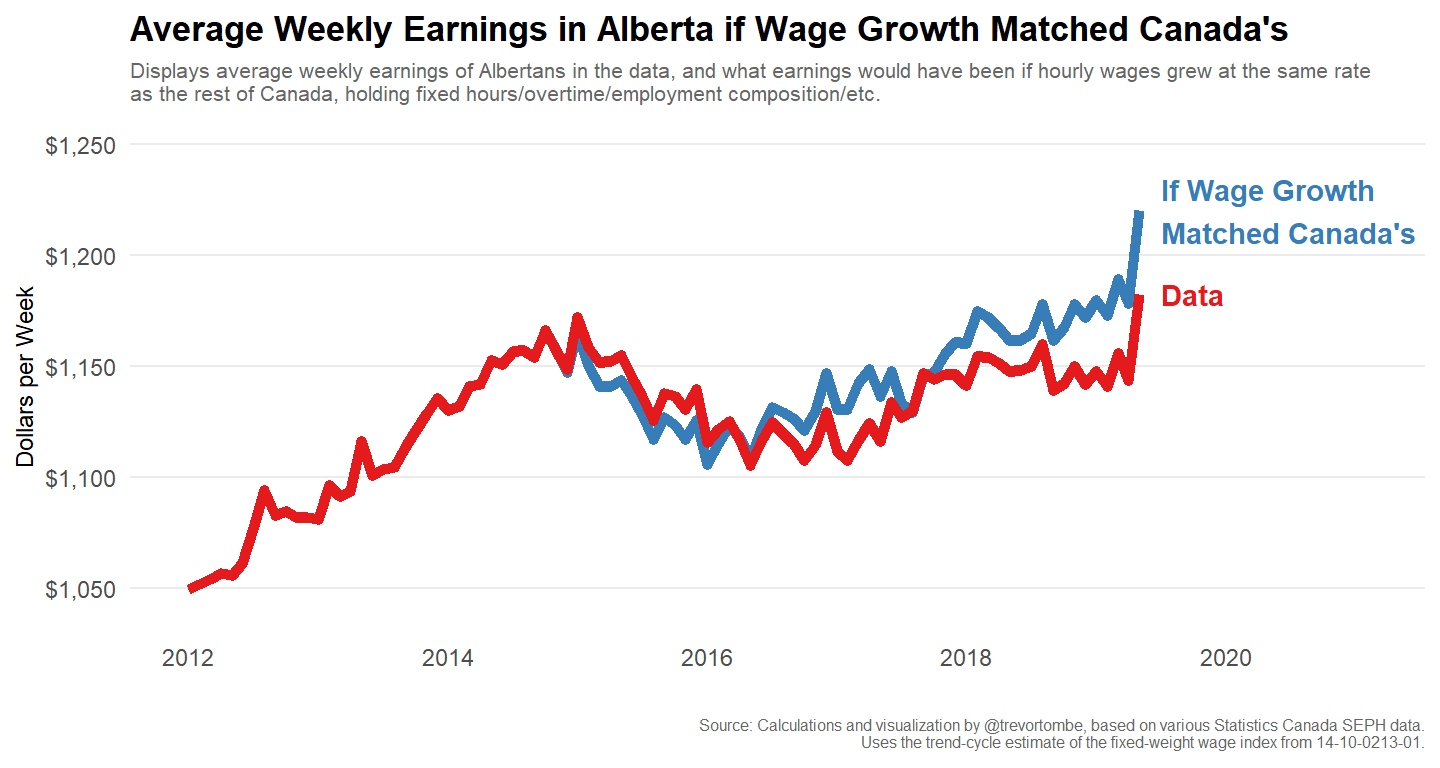 Average Weekly Earnings in Alberta if Wage Growth Matched Canada's
Displays average weekly earnings of Albertans in the data, and what earnings would have been if hourly wages grew at the same rate
as the rest of Canada, holding fixed hours/overtime/employment composition/etc.
$1,250
If Wage Growth
Matched Canada's
$1,200
Data
$1,150
$1,100
$1,050
Dollars per Week
2012
2014
2016
2018
2020
Source: Calculations and visualization by @trevortombe, based on various Statistics Canada SEPH data.
Uses the trend-cycle estimate of the fixed-weight wage index from 14-10-0213-01.